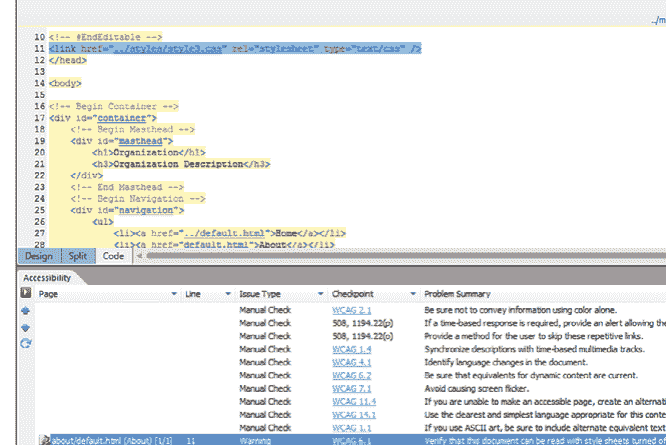 ../m
10 <!-- #EndEditable -->
11 <link href="../styles/style3.css" rel="stylesheet" type="text/css" />
12 </head>
13
14 <body>
15
16 <!-- Begin Container -->
17 <div id="container">
18 <!-- Begin Masthead -->
19 <div id="masthead">
20 <h1>Organization</h1>
21 <h3>Organization Description</h3>
22 </div>
23 <!-- End Masthead -->
24 <!-- Begin Navigation -->
25 <div id="navigation">
26 <ul>
27 <li><a href="../default.html">Home</a></li>
28 <li><a href="default.html">About</a></li>
Design Split Code
Accessibility
Page Line Issue Type Checkpoint Problem Summary
Manual Check WCAG 2.1 Be sure not to convey information using color alone.
Manual Check 508, 1194.22(p) If a time-based response is required, provide an alert allowing the
Manual Check 508, 1194.22(o) Provide a method for the user to skip these repetitive links.
Manual Check WCAG 1.4 Synchronize descriptions with time-based multimedia tracks.
Manual Check WCAG 4.1 Identify language changes in the document.
Manual Check WCAG 6.2 Be sure that equivalents for dynamic content are current.
Manual Check WCAG 7.1 Avoid causing screen flicker.
Manual Check WCAG 11.4 If you are unable to make an accessible page, create an alternat
Manual Check WCAG 14.1 Use the clearest and simplest language appropriate for this conte
Manual Check WCAG 1.1 If you use ASCII art, be sure to include alternate equivalent text
about/default.html (About) [1/1] 11 Warning WCAG 6.1 Verify that this document can be read with style sheets turned of